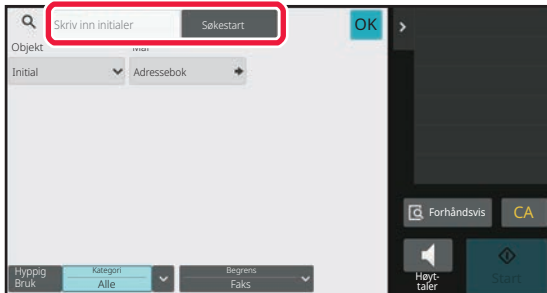 Skriv inn initialer Søkestart OK
Objekt Mål
Initial Adressebok
Forhåndsvis CA
Hyppig Bruk Kategori Alle Begrens Faks
Høyt-
taler Start